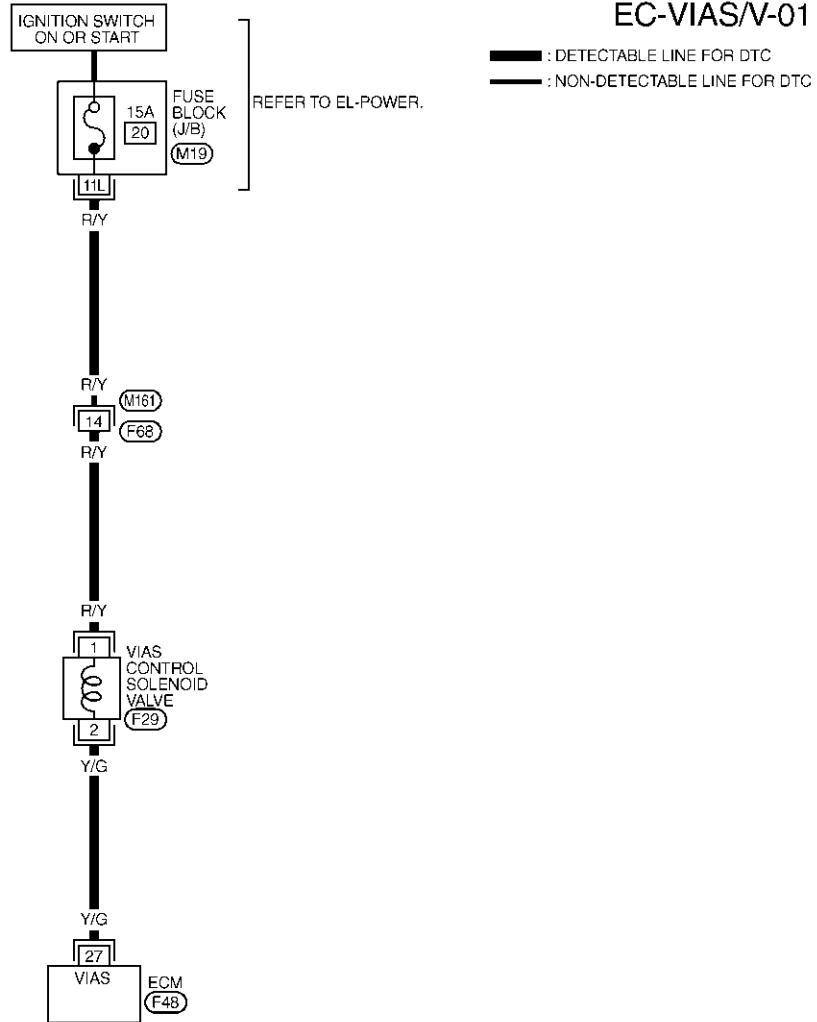 EC-VIAS/V-01
: DETECTABLE LINE FOR DTC
: NON-DETECTABLE LINE FOR DTC
IGNITION SWITCH
ON OR START
15A
20
FUSE
BLOCK
(J/B)
M19
REFER TO EL-POWER.
11L
R/Y
R/Y
M161
14
F68
R/Y
R/Y
1
VIAS
CONTROL
SOLENOID
VALVE
F29
2
Y/G
Y/G
27
VIAS
ECM
F48